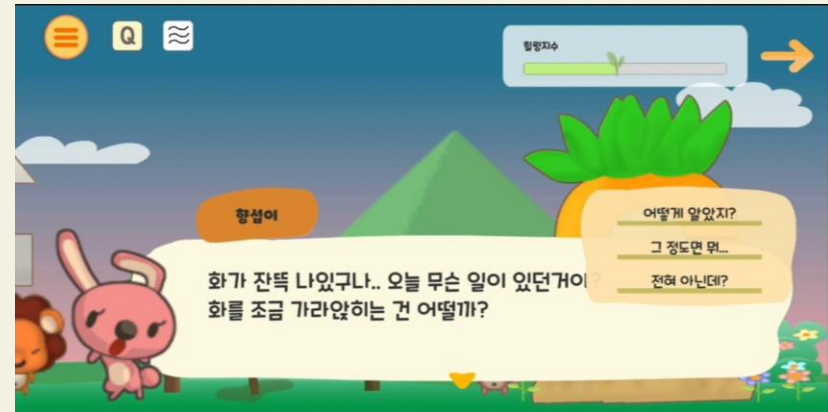 Q
힐링지수
향섭이
화가 잔뜩 나있구나.. 오늘 무슨 일이 있던거야?
화를 조금 가라앉히는 건 어떨까?
어떻게 알았지?
그 정도면 뭐...
전혀 아닌데?